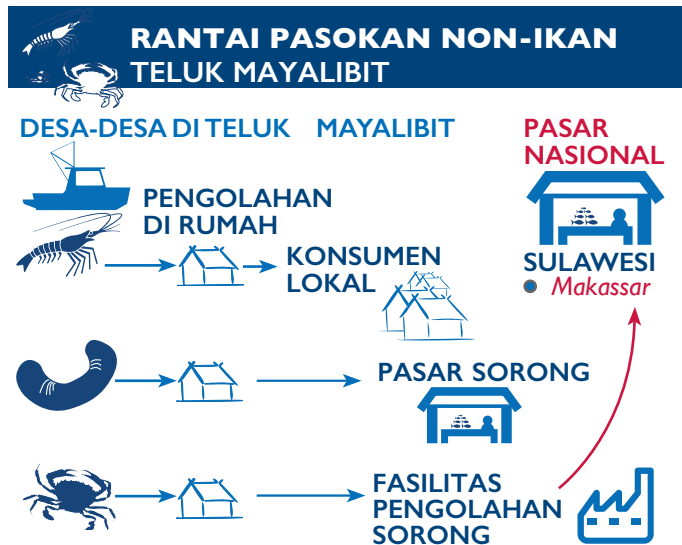 RANTAI PASOKAN NON-IKAN
TELUK MAYALIBIT
DESA-DESA DI TELUK MAYALIBIT
PASAR
NASIONAL
PENGOLAHAN
DI RUMAH
KONSUMEN
LOKAL
SULAWESI
Makassar
PASAR SORONG
FASILITAS
PENGOLAHAN
SORONG